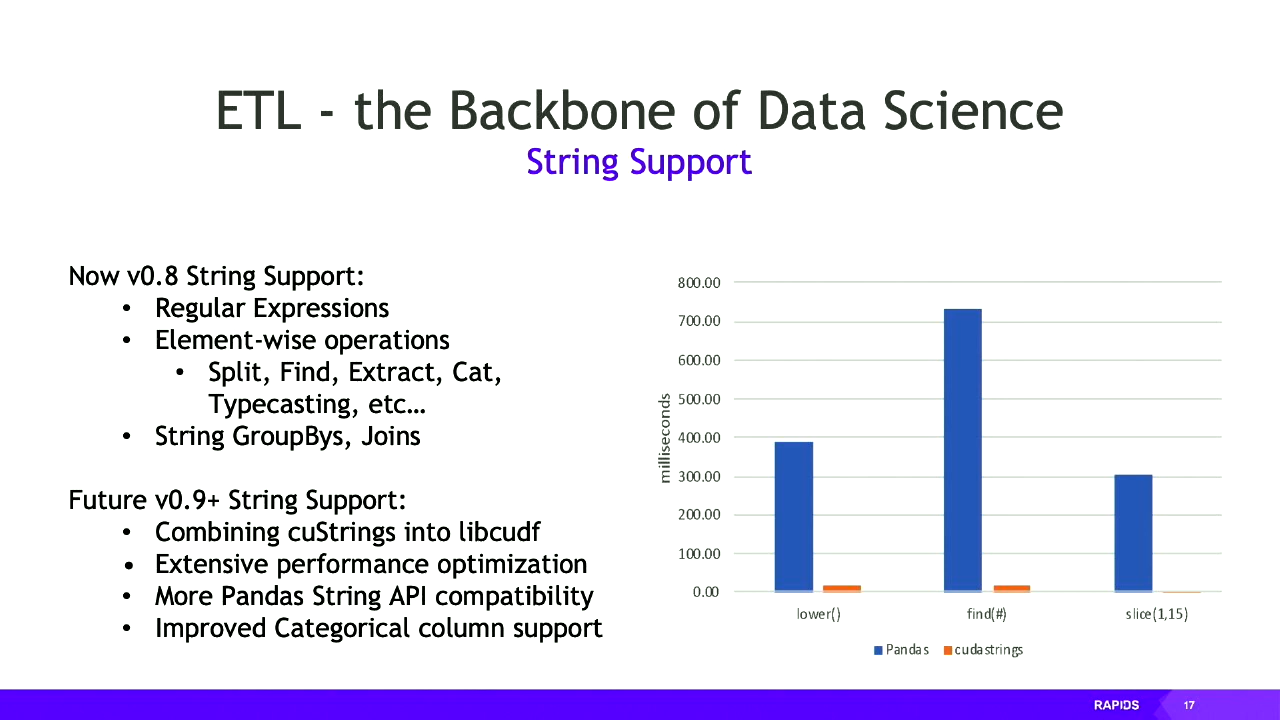 ETL - the Backbone of Data Science
String Support
Now v0.8 String Support:
• Regular Expressions
• Element-wise operations
• Split, Find, Extract, Cat,
Typecasting, etc…
• String GroupBys, Joins
Future v0.9+ String Support:
• Combining cuStrings into libcudf
• Extensive performance optimization
• More Pandas String API compatibility
• Improved Categorical column support
milliseconds
800.00
700.00
600.00
500.00
400.00
300.00
200.00
100.00
0.00
lower() find(#) slice(1,15)
Pandas cudastrings
RAPIDS 17